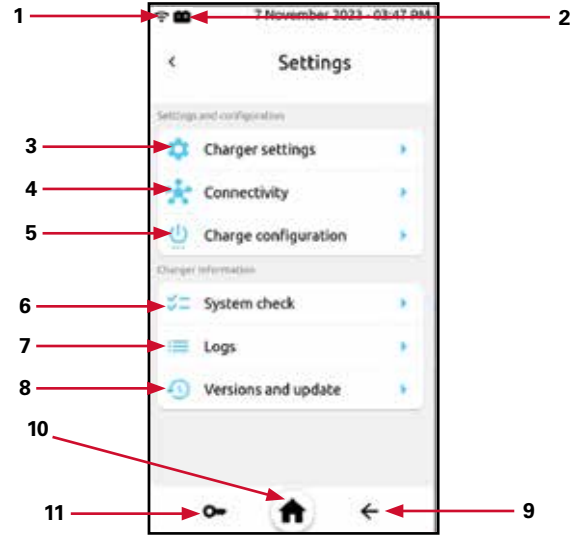 1
7 November 2023 - 03:47 PM
2
Settings
Settings and configuration
3
Charger settings
4
Connectivity
5
Charge configuration
Charger information
6
System check
7
Logs
8
Versions and update
10
11
9